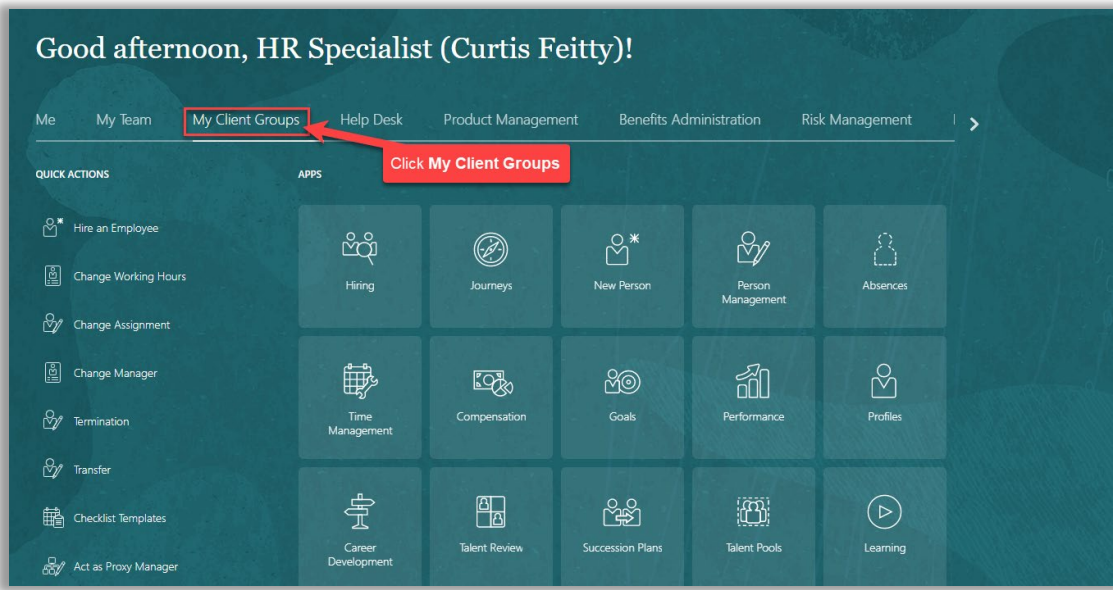 Good afternoon, HR Specialist (Curtis Feitty)!
Me My Team My Client Groups Help Desk Product Management Benefits Administration Risk Management
Click My Client Groups
QUICK ACTIONS
Hire an Employee
Change Working Hours
Change Assignment
Change Manager
Termination
Transfer
Checklist Templates
Act as Proxy Manager
APPS
Hiring
Journeys
New Person
Person
Management
Absences
Time
Management
Compensation
Goals
Performance
Profiles
Career
Development
Talent Review
Succession Plans
Talent Pools
Learning